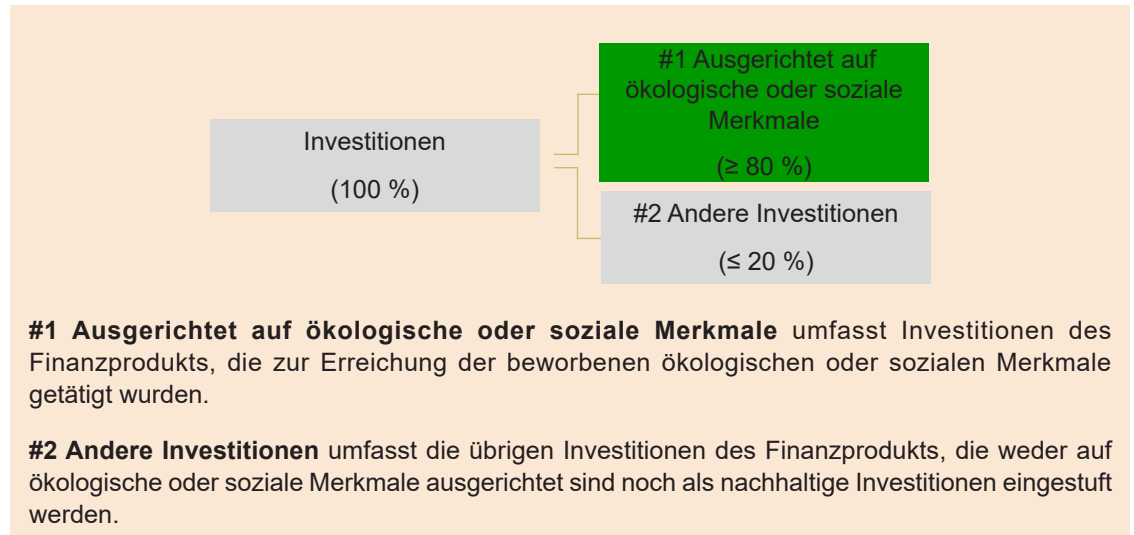 #1 Ausgerichtet auf
ökologische oder soziale
Merkmale
(≥ 80 %)
Investitionen
(100 %)
#2 Andere Investitionen
(≤ 20 %)
#1 Ausgerichtet auf ökologische oder soziale Merkmale umfasst Investitionen des
Finanzprodukts, die zur Erreichung der beworbenen ökologischen oder sozialen Merkmale
getätigt wurden.
#2 Andere Investitionen umfasst die übrigen Investitionen des Finanzprodukts, die weder auf
ökologische oder soziale Merkmale ausgerichtet sind noch als nachhaltige Investitionen eingestuft
werden.